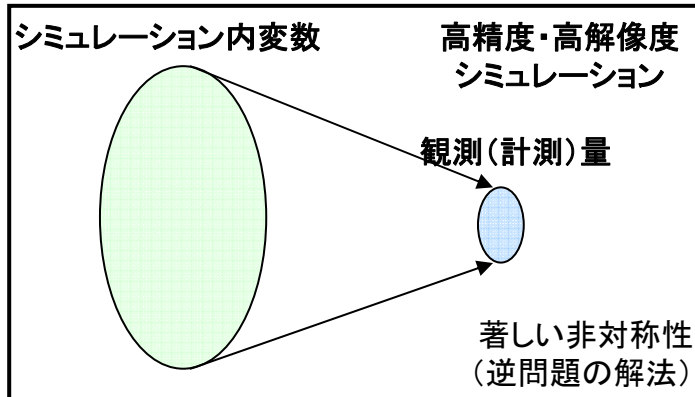 シミュレーション内変数
高精度・高解像度
シミュレーション
観測(計測)量
著しい非対称性
(逆問題の解法)